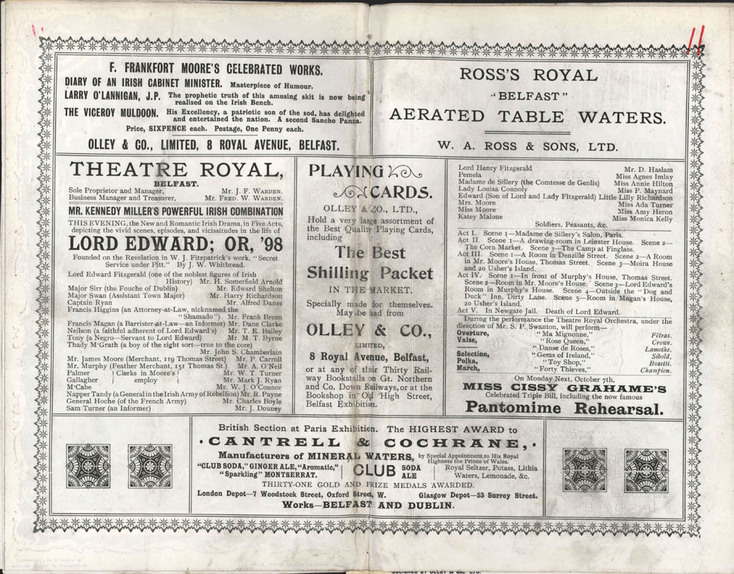 11
F. FRANKFORT MOORE'S CELEBRATED WORKS.
DIARY OF AN IRISH CABINET MINISTER. Masterpiece of Humour.
LARRY O'LANNIGAN, J.P. The prophetic truth of this amusing skit is now being
realised on the Irish Bench.
THE VICEROY MULDOON. His Excellency, a patriotic son of the sod, has delighted
and entertained the nation. A second Sancho Panza.
Price, SIXPENCE each. Postage, One Penny each.
OLLEY & CO., LIMITED, 8 ROYAL AVENUE, BELFAST.
ROSS'S ROYAL
"BELFAST"
AERATED TABLE WATERS.
W. A. ROSS & SONS, LTD.
THEATRE ROYAL,
BELFAST.
Sole Proprietor and Manager, Mr. J. F. WARDEN.
Business Manager and Treasurer, Mr. FRED. W. WARDEN.
MR. KENNEDY MILLER'S POWERFUL IRISH COMBINATION
THIS EVENING, the New and Romantic Irish Drama, in Five Acts,
depicting the vivid scenes, episodes, and vicissitudes in the life of
LORD EDWARD; OR, '98
Founded on the Revelation in W. J. Fitzpatrick's work, "Secret
Service under Pitt." By J. W. Whitbread.
Lord Edward Fitzgerald (one of the noblest figures of Irish
History) Mr. H. Somerfield Arnold
Major Sirr (the Fouche of Dublin) Mr. Edward Shelton
Major Swan (Assistant Town Major) Mr. Harry Richardson
Captain Ryan Mr. Alfred Danes
Francis Higgins (an Attorney-at-Law, nicknamed the
"Shamado") Mr. Frank Breen
Francis Magan (a Barrister-at-Law—an Informer) Mr. Dane Clarke
Neilson (a faithful adherent of Lord Edward's) Mr. T. E. Bailey
Tony (a Negro—Servant to Lord Edward) Mr. M. T. Byrne
Thady M'Grath (a boy of the right sort—true to the core)
Mr. John S. Chamberlain
Mr. James Moore (Merchant, 119 Thomas Street) Mr. P. Carroll
Mr. Murphy (Feather Merchant, 151 Thomas St.) Mr. A. O'Neil
Palmer Clerks in Moore's Mr. W. T. Turner
Gallagher employ Mr. Mark J. Ryan
M'Cabe Mr. W. J. O'Connor
Napper Tandy (a General in the Irish Army of Rebellion) Mr. R. Payne
General Hoche (of the French Army) Mr. Charles Boyle
Sam Turner (an Informer) Mr. J. Douney
PLAYING
CARDS.
OLLEY & CO., LTD.,
Hold a very large assortment of
the Best Quality Playing Cards,
including
The Best
Shilling Packet
IN THE MARKET.
Specially made for themselves.
May be had from
OLLEY & CO.,
LIMITED,
8 Royal Avenue, Belfast,
or at any of their Thirty Rail-
way Bookstalls on Gt. Northern
and Co. Down Railways, or at the
Bookshop in Old High Street,
Belfast Exhibition.
Lord Henry Fitzgerald Mr. D. Haslam
Pamela Miss Agnes Imlay
Madame de Sillery (the Comtesse de Genlis) Miss Annie Hilton
Lady Louisa Conolly Miss P. Maynard
Edward (Son of Lord and Lady Fitzgerald) Little Lilly Richardson
Mrs. Moore Miss Ada Turner
Miss Moore Miss Amy Heron
Katey Malone Miss Monica Kelly
Soldiers, Peasants, &c.
Act I. Scene 1—Madame de Sillery's Salon, Paris.
Act II. Scene 1—A drawing-room in Leinster House. Scene 2—
The Corn Market. Scene 3—The Camp at Finglass.
Act III. Scene 1—A Room in Denzille Street. Scene 2—A Room
in Mr. Moore's House, Thomas Street. Scene 3—Moira House
and 20 Usher's Island.
Act IV. Scene 1—In front of Murphy's House, Thomas Street.
Scene 2—Room in Mr. Moore's House. Scene 3—Lord Edward's
Room in Murphy's House. Scene 4—Outside the "Dog and
Duck" Inn, Dirty Lane. Scene 5—Room in Magan's House,
20 Usher's Island.
Act V. In Newgate Jail. Death of Lord Edward.
During the performance the Theatre Royal Orchestra, under the
direction of Mr. S. P. Swanton, will perform—
Overture, "Ma Mignonne,"
Valse, "Rose Queen," Crowe.
"Danse de Roses," Lamotte.
Selection, "Gems of Ireland,"
Polka, "Toy Shop,"
March, "Forty Thieves," Champion.
On Monday Next, October 7th,
MISS CISSY GRAHAME'S
Celebrated Triple Bill, including the now famous
Pantomime Rehearsal.
British Section at Paris Exhibition. The HIGHEST AWARD to
CANTRELL & COCHRANE,
Manufacturers of MINERAL WATERS, by Special Appointment to His Royal
Highness the Prince of Wales.
"CLUB SODA," GINGER ALE, "Aromatic,"
"Sparkling" MONTSERRAT.
CLUB SODA
ALE
Royal Seltzer, Potass, Lithia
Waters, Lemonade, &c.
THIRTY-ONE GOLD AND PRIZE MEDALS AWARDED.
London Depot—7 Woodstock Street, Oxford Street, W. Glasgow Depot—53 Surrey Street.
Works—BELFAST AND DUBLIN.